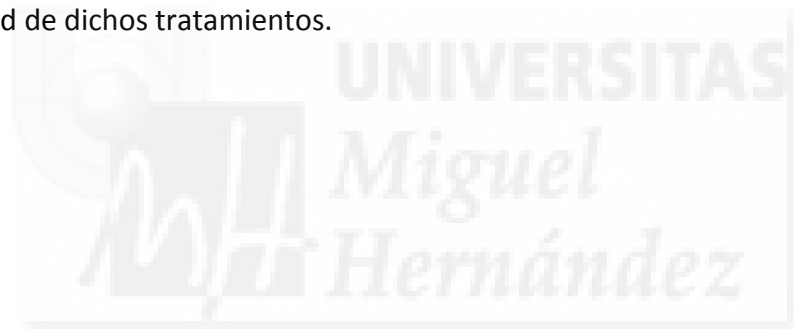 d de dichos tratamientos.
UNIVERSITAS
Miguel
Hernández